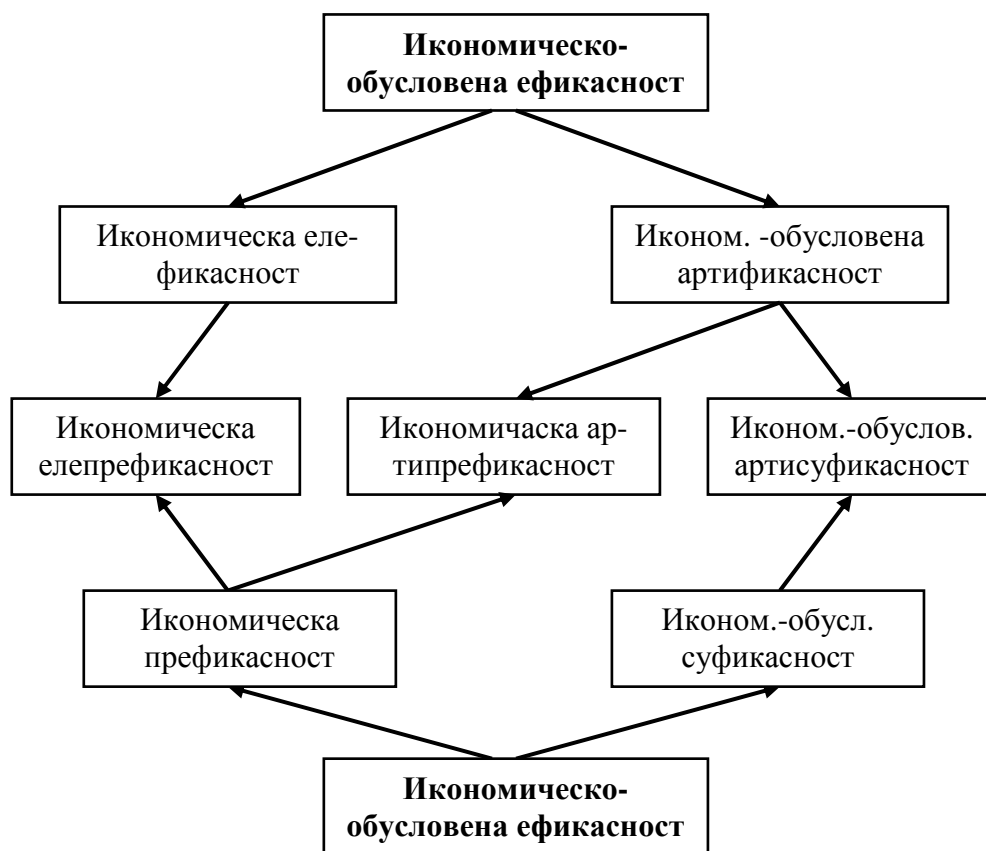 Икономическо-
обусловена ефикасност
Икономическа еле-
фикасност
Иконом. -обусловена
артификасност
Икономическа
елепрефикасност
Икономичаска ар-
типрефикасност
Иконом.-обуслов.
артисуфикасност
Икономическа
префикасност
Иконом.-обусл.
суфикасност
Икономическо-
обусловена ефикасност